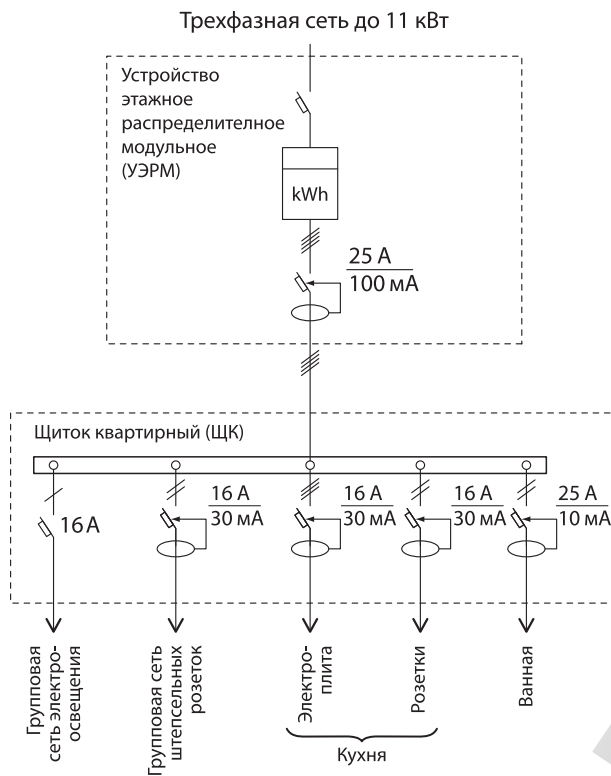 Трехфазная сеть до 11 кВт
Устройство
этажное
распределителное
модульное
(УЭРМ)
kWh
25 А
100 мА
Щиток квартирный (ЩК)
16 А
16 А
30 мА
16 А
30 мА
16 А
30 мА
25 А
10 мА
Групповая
сеть электро-
освещения
Групповая сеть
штепсельных
розеток
Электро-
плита
Розетки
Ванная
Кухня